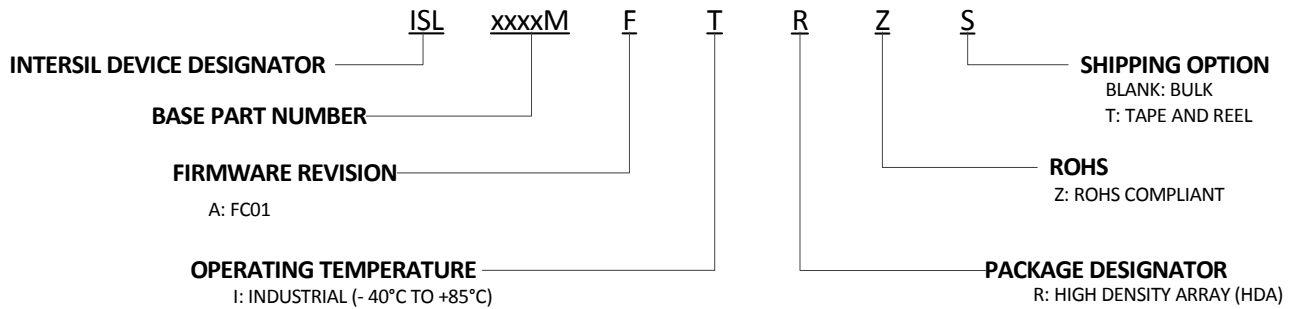 ISL xxxxM F T R Z S
INTERSIL DEVICE DESIGNATOR
SHIPPING OPTION
BLANK: BULK
T: TAPE AND REEL
BASE PART NUMBER
FIRMWARE REVISION
A: FC01
ROHS
Z: ROHS COMPLIANT
OPERATING TEMPERATURE
I: INDUSTRIAL (- 40°C TO +85°C)
PACKAGE DESIGNATOR
R: HIGH DENSITY ARRAY (HDA)